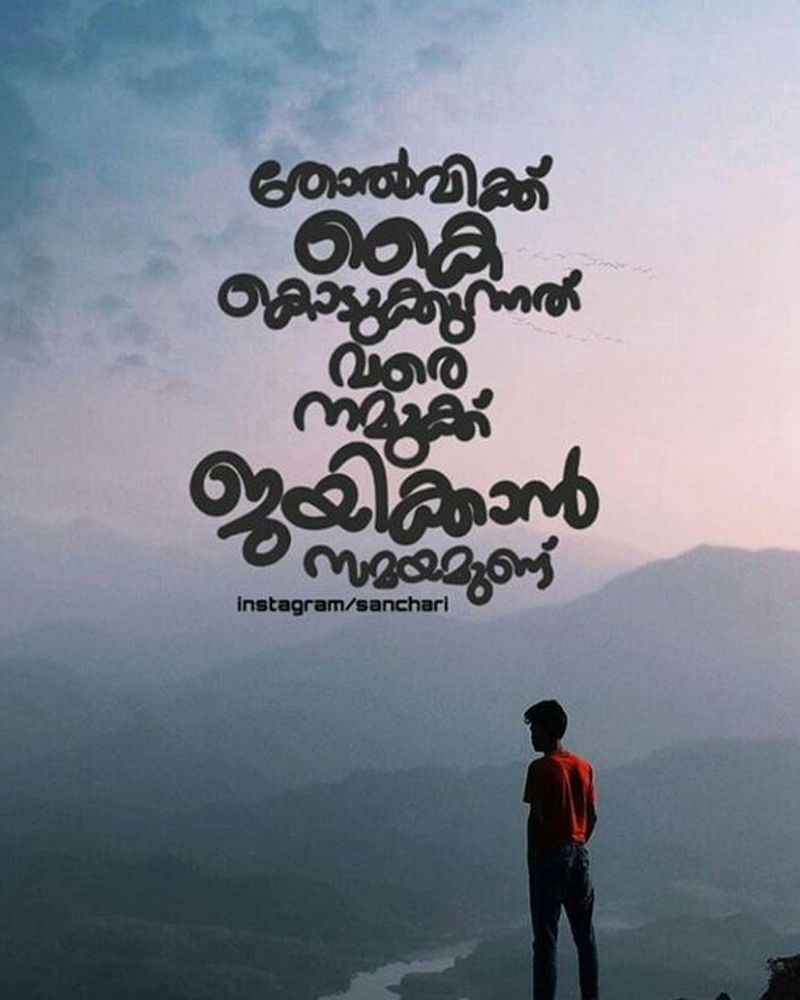 തോൽവിക്ക്
കൈ
കൊടുക്കുന്നത്
വരെ
നമുക്ക്
ജയിക്കാൻ
സമയമുണ്ട്
instagram/sanchari